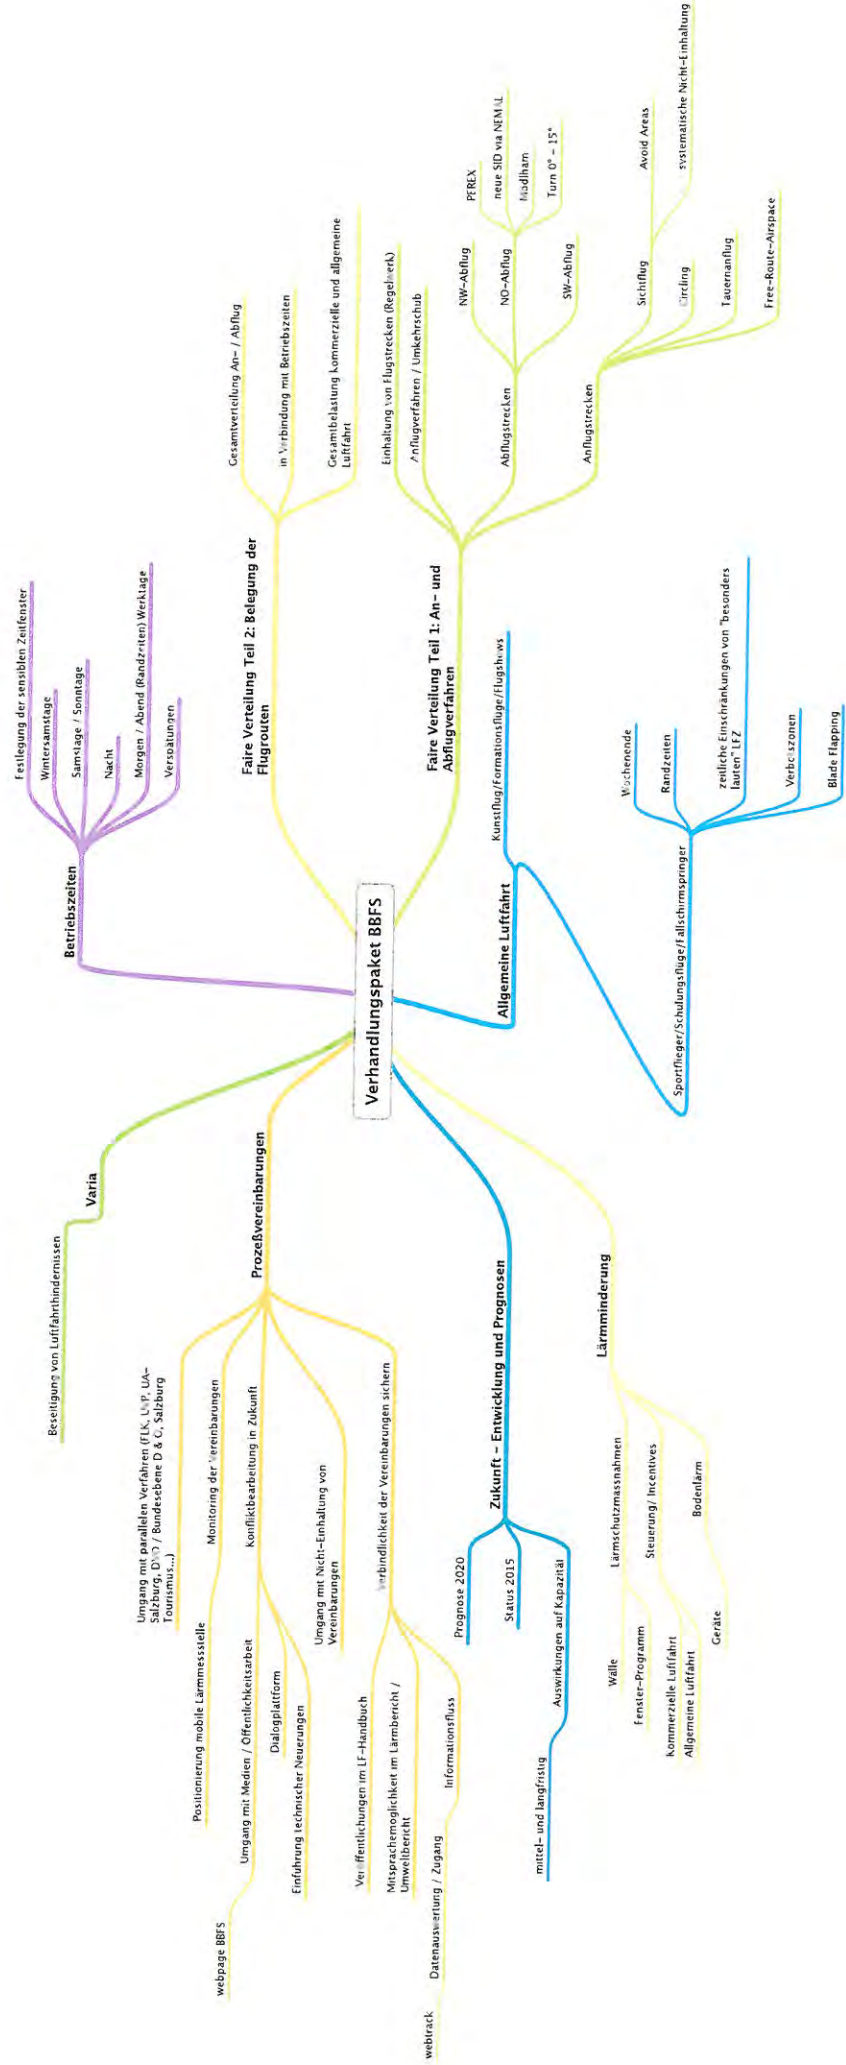 Verhandlungspaket BBFS
Betriebszeiten
Festlegung der sensiblen Zeitfenster
Wintersamstage
Samstage / Sonntage
Nacht
Morgen / Abend (Randzeiten) Werktage
Verspätungen
Faire Verteilung Teil 2: Belegung der
Flugrouten
Gesamtverteilung An- / Abflug
in Verbindung mit Betriebszeiten
Gesamtbelastung kommerzielle und allgemeine
Luftfahrt
Faire Verteilung Teil 1: An- und
Abflugverfahren
Einhaltung von Flugstrecken (Regelwerk)
Anflugverfahren / Umkehrschub
Abflugstrecken
NW-Abflug
NO-Abflug
PEREX
neue SID via NEMAL
Madlham
Turn 0° - 15°
SW-Abflug
Anflugstrecken
Sichtflug
Avoid Areas
systematische Nicht-Einhaltung
Circling
Tauernanflug
Free-Route-Airspace
Allgemeine Luftfahrt
Kunstflug/Formationsflüge/Flugshows
Sportflieger/Schulungsflüge/Fallschirmspringer
Wochenende
Randzeiten
zeitliche Einschränkungen von "besonders
lauten" LFZ
Verbotszonen
Blade Flapping
Varia
Beseitigung von Luftfahrthindernissen
Prozeßvereinbarungen
Umgang mit parallelen Verfahren (FLK, UVP, UA-
Salzburg, DVO / Bundesebene D & Ö, Salzburg
Tourismus...)
Monitoring der Vereinbarungen
Positionierung mobile Lärmmessstelle
Konfliktbearbeitung in Zukunft
Umgang mit Medien / Öffentlichkeitsarbeit
webpage BBFS
Dialogplattform
Einführung technischer Neuerungen
Umgang mit Nicht-Einhaltung von
Vereinbarungen
Verbindlichkeit der Vereinbarungen sichern
Veröffentlichungen im LF-Handbuch
Mitsprachemöglichkeit im Lärmbericht /
Umweltbericht
Informationsfluss
Datenauswertung / Zugang
webtrack
Zukunft - Entwicklung und Prognosen
Prognose 2020
Status 2015
Auswirkungen auf Kapazität
mittel- und langfristig
Lärmminderung
Lärmschutzmassnahmen
Wälle
Fenster-Programm
Steuerung/ Incentives
Kommerzielle Luftfahrt
Allgemeine Luftfahrt
Bodenlärm
Geräte